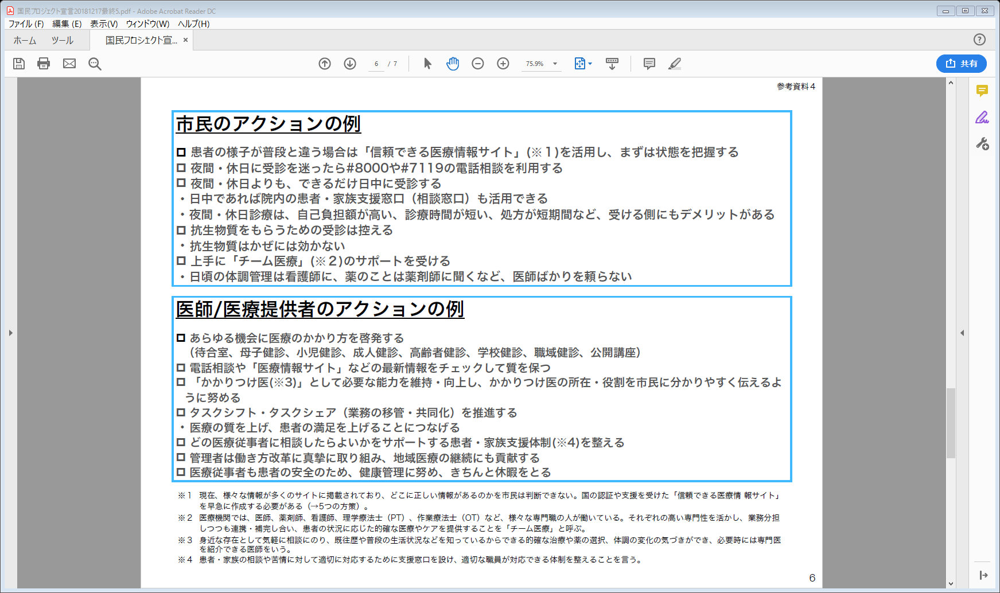 国民プロジェクト宣言20181217最終5.pdf - Adobe Acrobat Reader DC
ファイル(F) 編集(E) 表示(V) ウィンドウ(W) ヘルプ(H)
ホーム ツール 国民プロジェクト宣... ×
6 / 7 75.9% 共有
参考資料4
市民のアクションの例
□ 患者の様子が普段と違う場合は「信頼できる医療情報サイト」(※1)を活用し、まずは状態を把握する
□ 夜間・休日に受診を迷ったら#8000や#7119の電話相談を利用する
□ 夜間・休日よりも、できるだけ日中に受診する
・日中であれば院内の患者・家族支援窓口(相談窓口)も活用できる
・夜間・休日診療は、自己負担額が高い、診療時間が短い、処方が短期間など、受ける側にもデメリットがある
□ 抗生物質をもらうための受診は控える
・抗生物質はかぜには効かない
□ 上手に「チーム医療」(※2)のサポートを受ける
・日頃の体調管理は看護師に、薬のことは薬剤師に聞くなど、医師ばかりを頼らない
医師/医療提供者のアクションの例
□ あらゆる機会に医療のかかり方を啓発する
(待合室、母子健診、小児健診、成人健診、高齢者健診、学校健診、職域健診、公開講座)
□ 電話相談や「医療情報サイト」などの最新情報をチェックして質を保つ
□ 「かかりつけ医(※3)」として必要な能力を維持・向上し、かかりつけ医の所在・役割を市民に分かりやすく伝えるよ
うに努める
□ タスクシフト・タスクシェア(業務の移管・共同化)を推進する
・医療の質を上げ、患者の満足を上げることにつなげる
□ どの医療従事者に相談したらよいかをサポートする患者・家族支援体制(※4)を整える
□ 管理者は働き方改革に真摯に取り組み、地域医療の継続にも貢献する
□ 医療従事者も患者の安全のため、健康管理に努め、きちんと休暇をとる
※1 現在、様々な情報が多くのサイトに掲載されており、どこに正しい情報があるのかを市民は判断できない。国の認証や支援を受けた「信頼できる医療情 報サイト」
を早急に作成する必要がある(→5つの方策)。
※2 医療機関では、医師、薬剤師、看護師、理学療法士(PT)、作業療法士(OT)など、様々な専門職の人が働いている。それぞれの高い専門性を活かし、業務分担
しつつも連携・補完し合い、患者の状況に応じた的確な医療やケアを提供することを「チーム医療」と呼ぶ。
※3 身近な存在として気軽に相談にのり、既往歴や普段の生活状況などを知っているからできる的確な治療や薬の選択、体調の変化の気づきができ、必要時には専門医
を紹介できる医師をいう。
※4 患者・家族の相談や苦情に対して適切に対応するために支援窓口を設け、適切な職員が対応できる体制を整えることを言う。
6